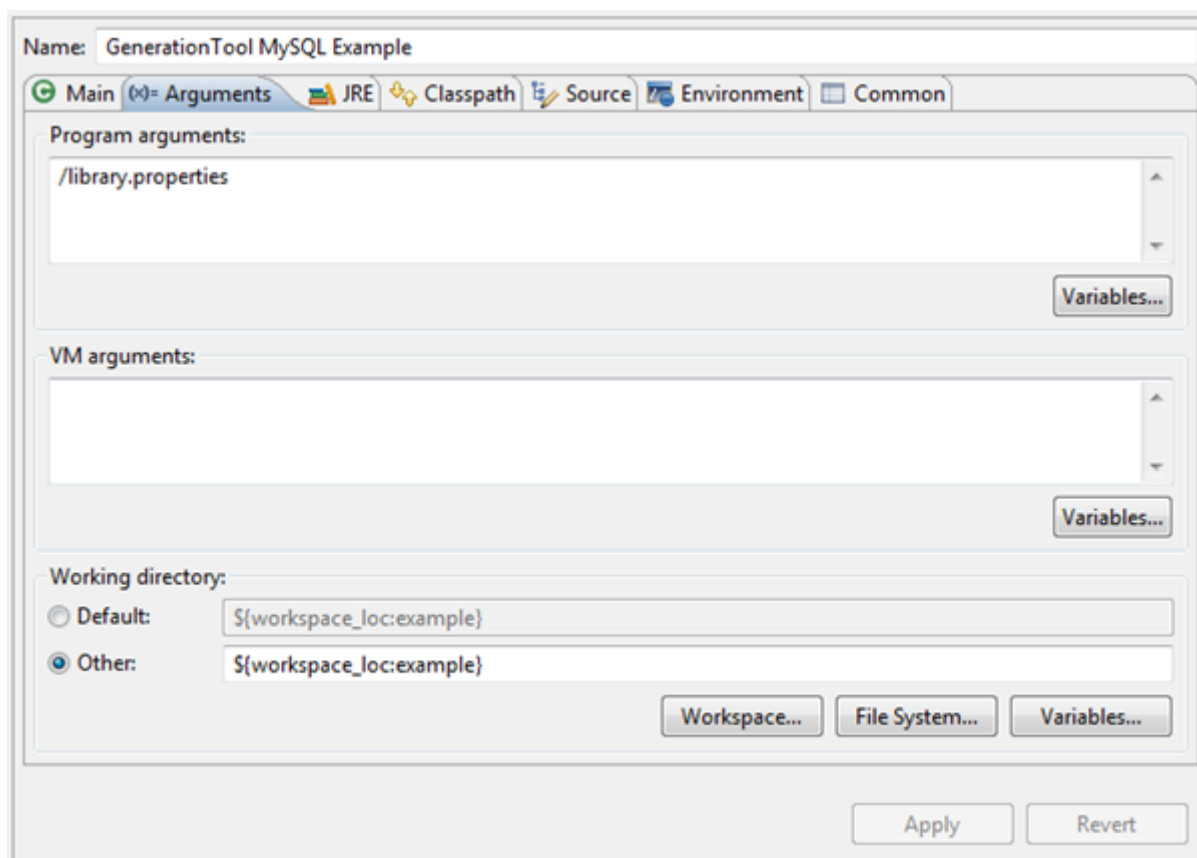 Name: GenerationTool MySQL Example
Main (x)= Arguments JRE Classpath Source Environment Common
Program arguments:
/library.properties
Variables...
VM arguments:
Variables...
Working directory:
Default: ${workspace_loc:example}
Other: ${workspace_loc:example}
Workspace... File System... Variables...
Apply Revert